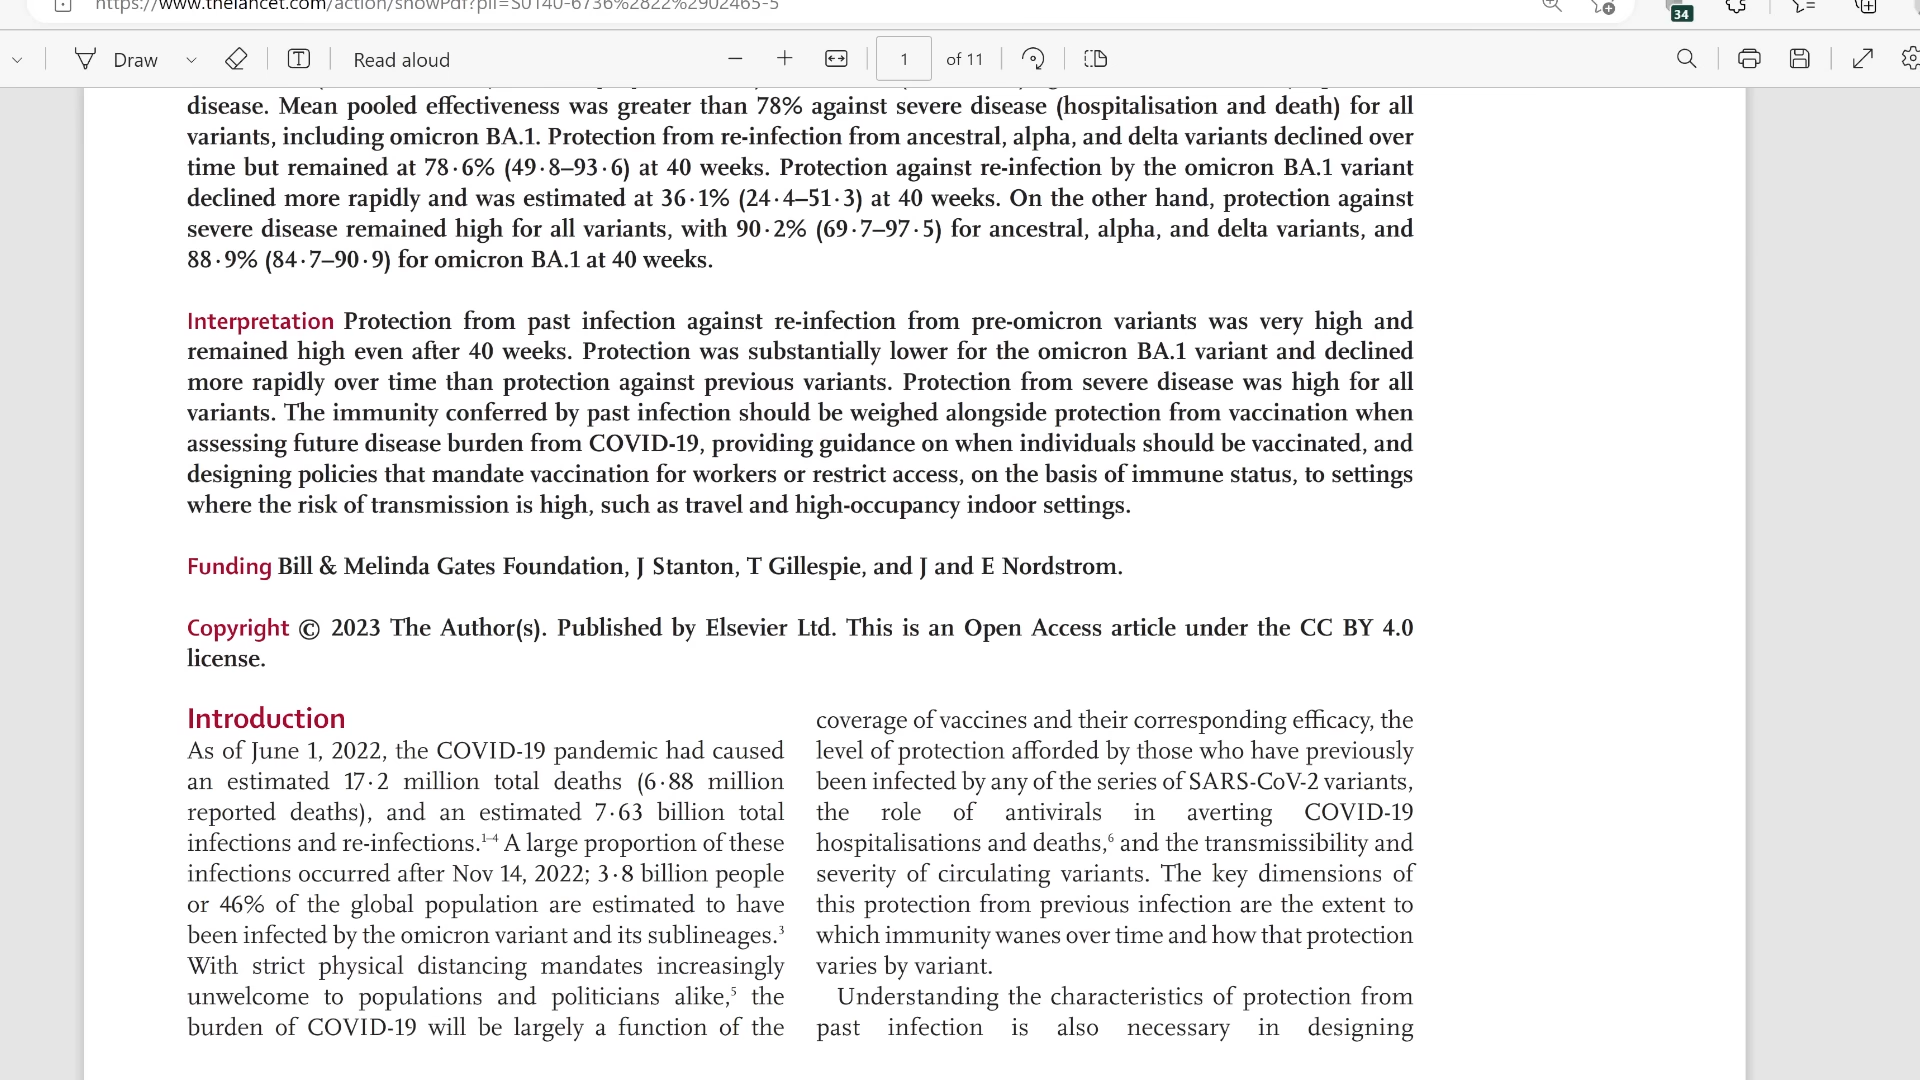 https://www.thelancet.com/action/showPdf?pii=S0140-6736%2822%2902465-5
34
Draw
Read aloud
1
of 11
disease. Mean pooled effectiveness was greater than 78% against severe disease (hospitalisation and death) for all
variants, including omicron BA.1. Protection from re-infection from ancestral, alpha, and delta variants declined over
time but remained at 78·6% (49·8–93·6) at 40 weeks. Protection against re-infection by the omicron BA.1 variant
declined more rapidly and was estimated at 36·1% (24·4–51·3) at 40 weeks. On the other hand, protection against
severe disease remained high for all variants, with 90·2% (69·7–97·5) for ancestral, alpha, and delta variants, and
88·9% (84·7–90·9) for omicron BA.1 at 40 weeks.
Interpretation Protection from past infection against re-infection from pre-omicron variants was very high and
remained high even after 40 weeks. Protection was substantially lower for the omicron BA.1 variant and declined
more rapidly over time than protection against previous variants. Protection from severe disease was high for all
variants. The immunity conferred by past infection should be weighed alongside protection from vaccination when
assessing future disease burden from COVID-19, providing guidance on when individuals should be vaccinated, and
designing policies that mandate vaccination for workers or restrict access, on the basis of immune status, to settings
where the risk of transmission is high, such as travel and high-occupancy indoor settings.
Funding Bill & Melinda Gates Foundation, J Stanton, T Gillespie, and J and E Nordstrom.
Copyright © 2023 The Author(s). Published by Elsevier Ltd. This is an Open Access article under the CC BY 4.0
license.
Introduction
As of June 1, 2022, the COVID-19 pandemic had caused
an estimated 17·2 million total deaths (6·88 million
reported deaths), and an estimated 7·63 billion total
infections and re-infections.1–4 A large proportion of these
infections occurred after Nov 14, 2022; 3·8 billion people
or 46% of the global population are estimated to have
been infected by the omicron variant and its sublineages.3
With strict physical distancing mandates increasingly
unwelcome to populations and politicians alike,5 the
burden of COVID-19 will be largely a function of the
coverage of vaccines and their corresponding efficacy, the
level of protection afforded by those who have previously
been infected by any of the series of SARS-CoV-2 variants,
the role of antivirals in averting COVID-19
hospitalisations and deaths,6 and the transmissibility and
severity of circulating variants. The key dimensions of
this protection from previous infection are the extent to
which immunity wanes over time and how that protection
varies by variant.
Understanding the characteristics of protection from
past infection is also necessary in designing